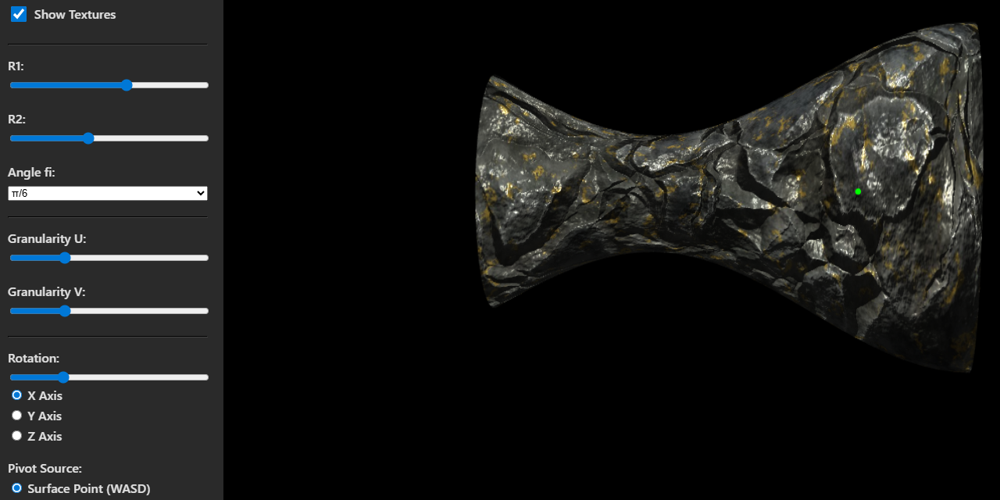 Show Textures
R1:
R2:
Angle fi:
π/6
Granularity U:
Granularity V:
Rotation:
X Axis
Y Axis
Z Axis
Pivot Source:
Surface Point (WASD)